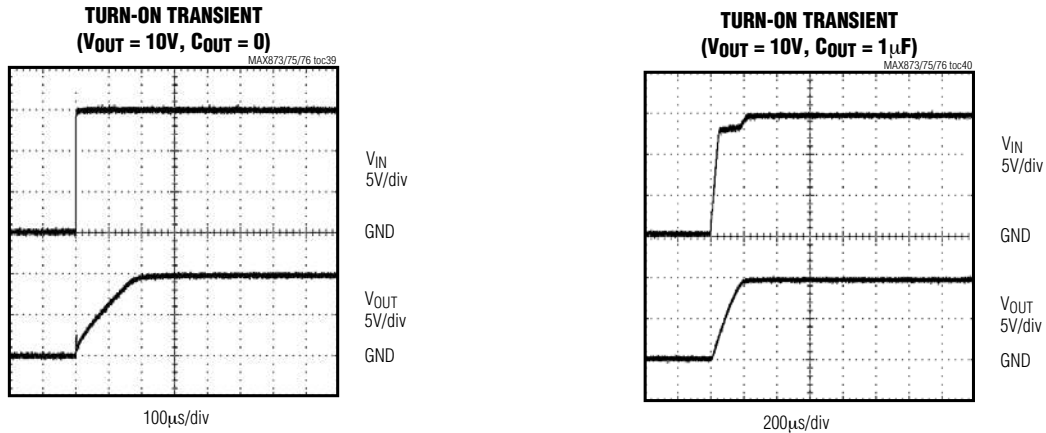 TURN-ON TRANSIENT
(VOUT = 10V, COUT = 0)
MAX873/75/76 toc39
VIN
5V/div
GND
VOUT
5V/div
GND
100μs/div
TURN-ON TRANSIENT
(VOUT = 10V, COUT = 1μF)
MAX873/75/76 toc40
VIN
5V/div
GND
VOUT
5V/div
GND
200μs/div